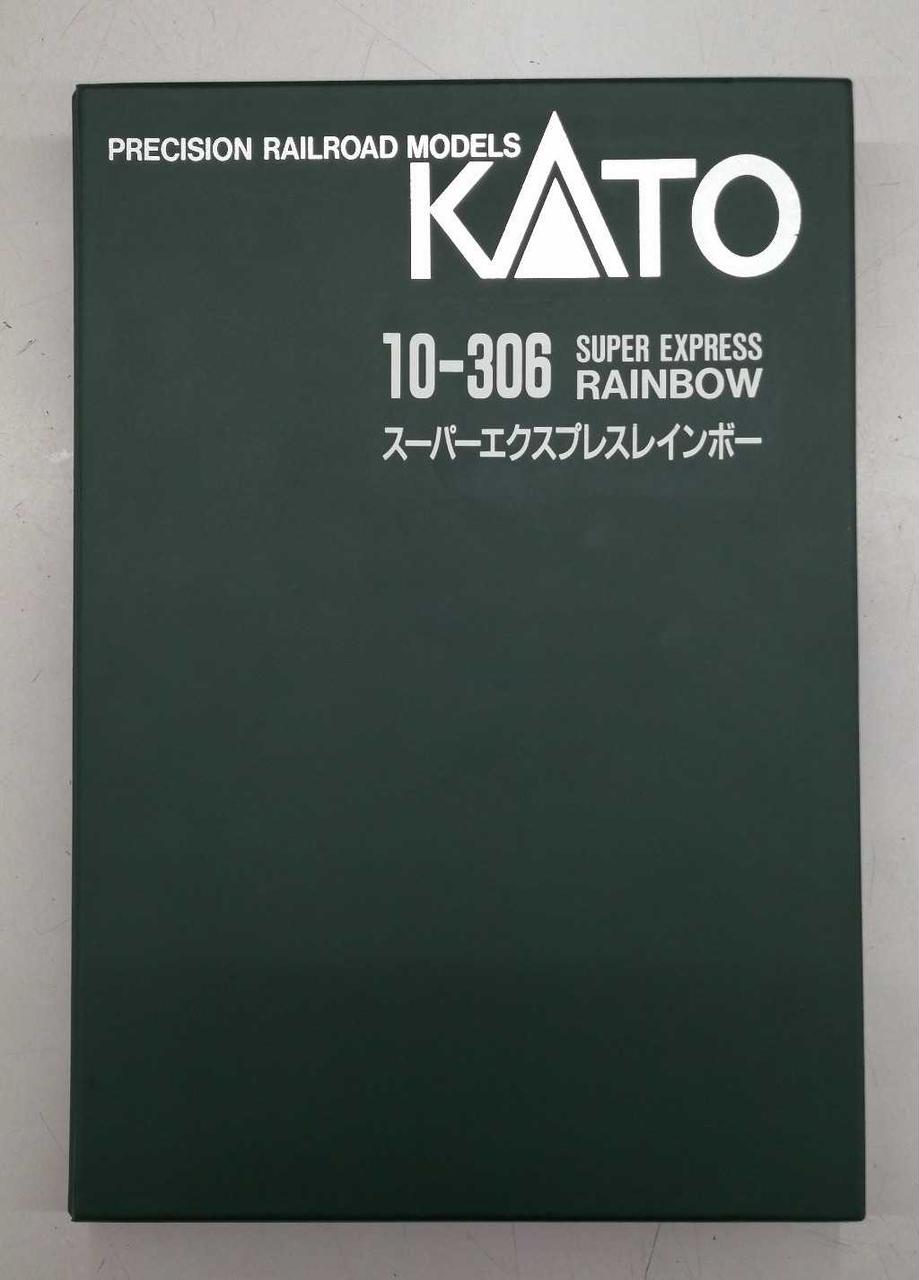 PRECISION RAILROAD MODELS
KATO
10-306 SUPER EXPRESS
RAINBOW
スーパーエクスプレスレインボー